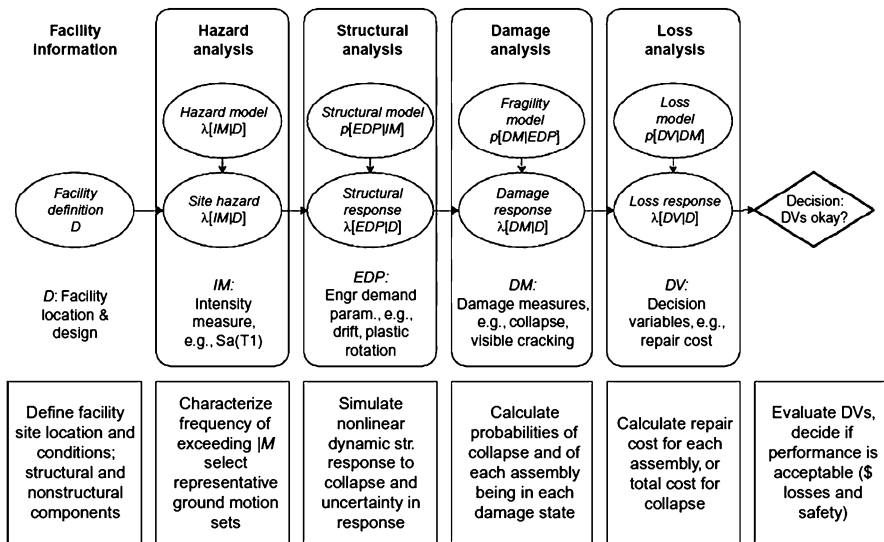 Facility
information
Hazard
analysis
Structural
analysis
Damage
analysis
Loss
analysis
Hazard model
λ[IM|D]
Structural model
p[EDP|IM]
Fragility
model
p[DM|EDP]
Loss
model
p[DV|DM]
Facility
definition
D
Site hazard
λ[IM|D]
Structural
response
λ[EDP|D]
Damage
response
λ[DM|D]
Loss response
λ[DV|D]
Decision:
DVs okay?
D: Facility
location &
design
IM:
Intensity
measure,
e.g., Sa(T1)
EDP:
Engr demand
param., e.g.,
drift, plastic
rotation
DM:
Damage measures,
e.g., collapse,
visible cracking
DV:
Decision
variables, e.g.,
repair cost
Define facility
site location and
conditions;
structural and
nonstructural
components
Characterize
frequency of
exceeding |M
select
representative
ground motion
sets
Simulate
nonlinear
dynamic str.
response to
collapse and
uncertainty in
response
Calculate
probabilities of
collapse and of
each assembly
being in each
damage state
Calculate repair
cost for each
assembly, or
total cost for
collapse
Evaluate DVs,
decide if
performance is
acceptable ($
losses and
safety)